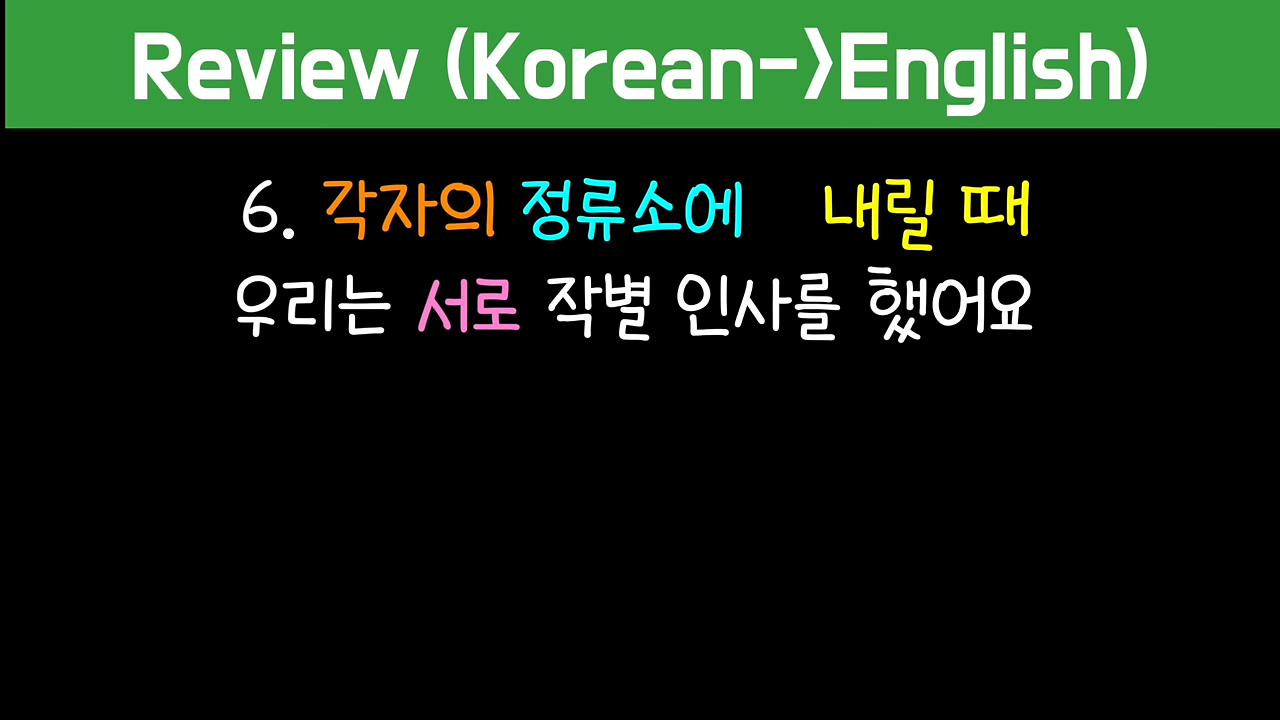 Review (Korean->English)
6. 각자의 정류소에 내릴 때
우리는 서로 작별 인사를 했어요